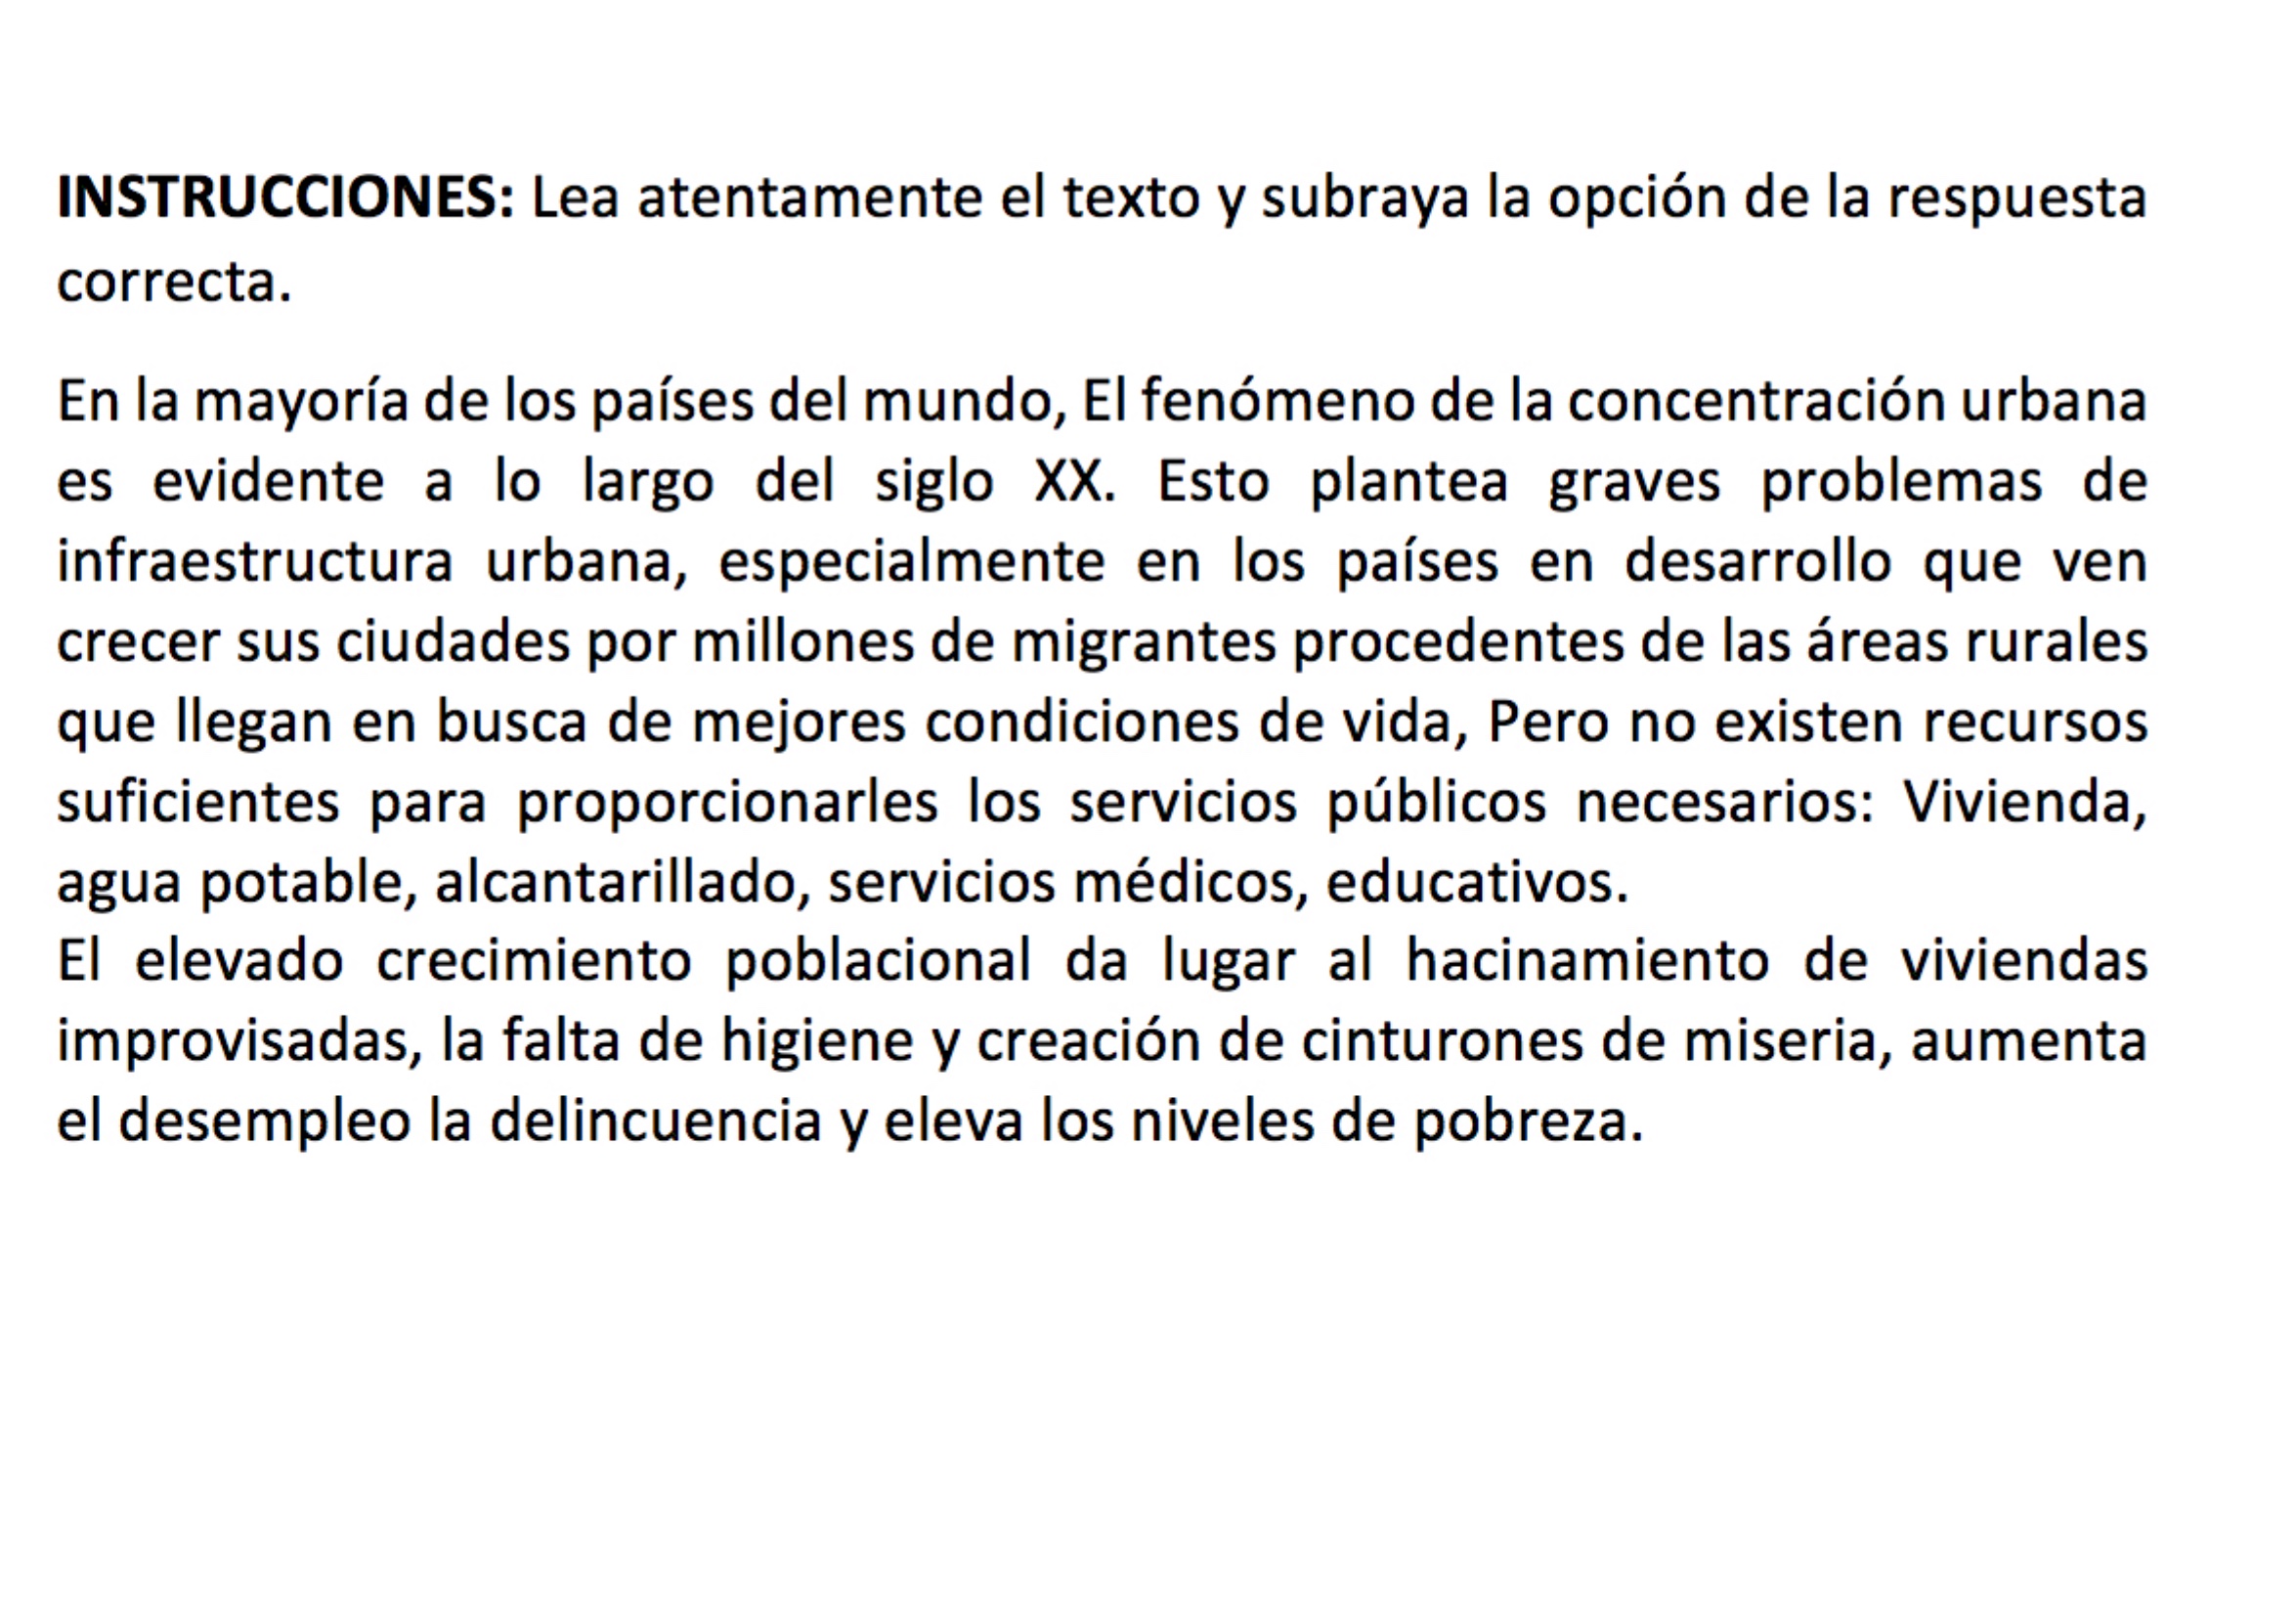 INSTRUCCIONES: Lea atentamente el texto y subraya la opción de la respuesta
correcta.
En la mayoría de los países del mundo, El fenómeno de la concentración urbana
es evidente a lo largo del siglo XX. Esto plantea graves problemas de
infraestructura urbana, especialmente en los países en desarrollo que ven
crecer sus ciudades por millones de migrantes procedentes de las áreas rurales
que llegan en busca de mejores condiciones de vida, Pero no existen recursos
suficientes para proporcionarles los servicios públicos necesarios: Vivienda,
agua potable, alcantarillado, servicios médicos, educativos.
El elevado crecimiento poblacional da lugar al hacinamiento de viviendas
improvisadas, la falta de higiene y creación de cinturones de miseria, aumenta
el desempleo la delincuencia y eleva los niveles de pobreza.